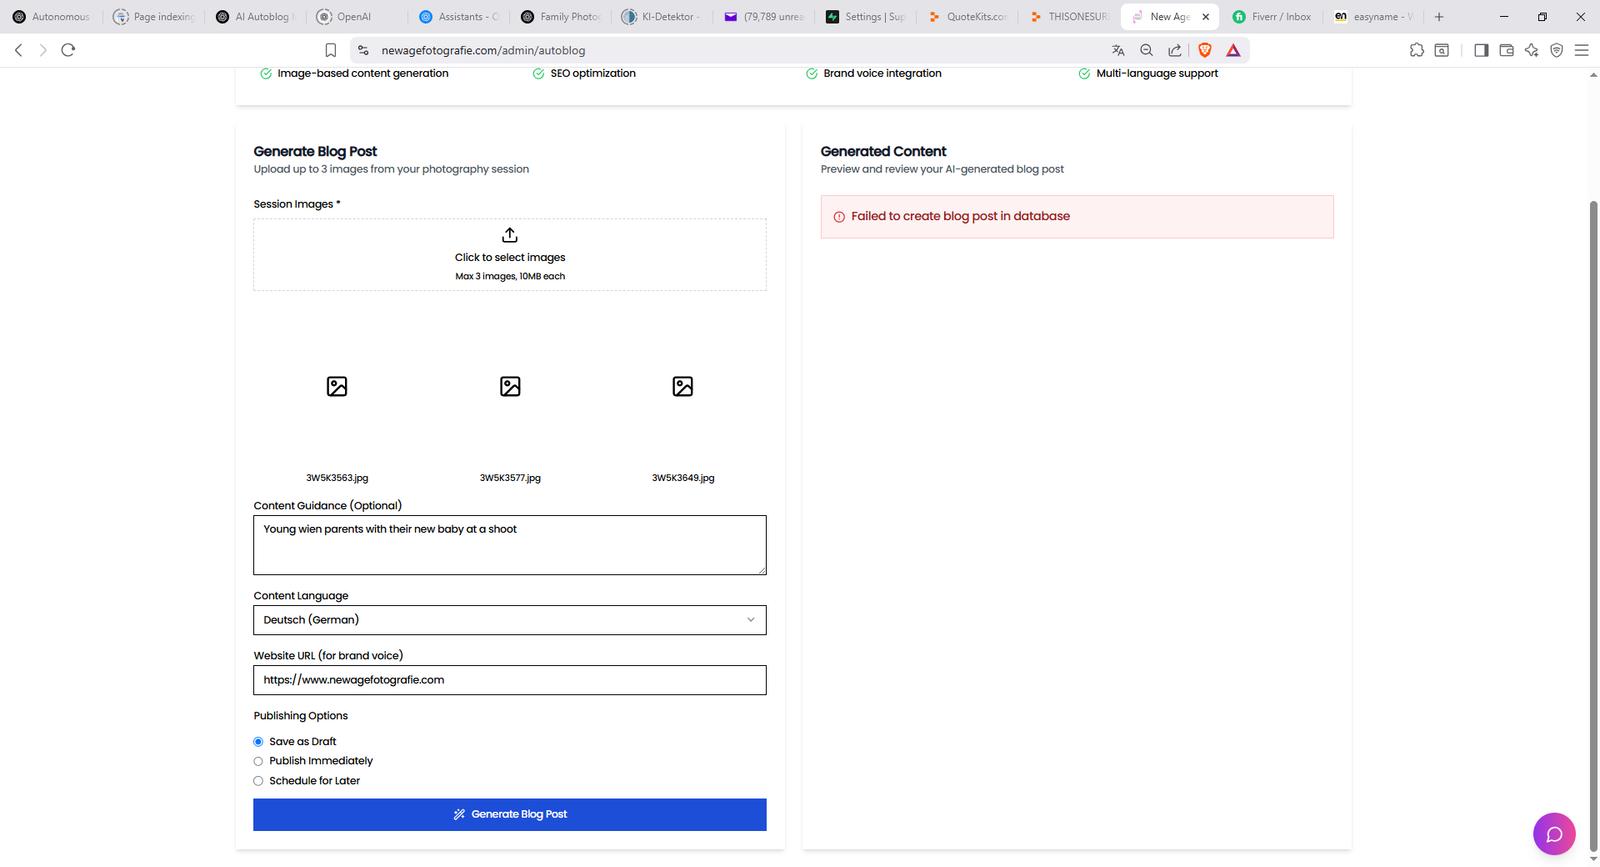 Autonomous
Page indexing
AI Autoblog
OpenAI
Assistants - O
Family Photog
KI-Detektor -
(79,789 unrea
Settings | Sup
QuoteKits.com
THISONESUR
New Age
Fiverr / Inbox
easyname - W
newagefotografie.com/admin/autoblog
Image-based content generation
SEO optimization
Brand voice integration
Multi-language support
Generate Blog Post
Upload up to 3 images from your photography session
Session Images *
Click to select images
Max 3 images, 10MB each
3W5K3563.jpg
3W5K3577.jpg
3W5K3649.jpg
Content Guidance (Optional)
Young wien parents with their new baby at a shoot
Content Language
Deutsch (German)
Website URL (for brand voice)
https://www.newagefotografie.com
Publishing Options
Save as Draft
Publish Immediately
Schedule for Later
Generate Blog Post
Generated Content
Preview and review your AI-generated blog post
Failed to create blog post in database